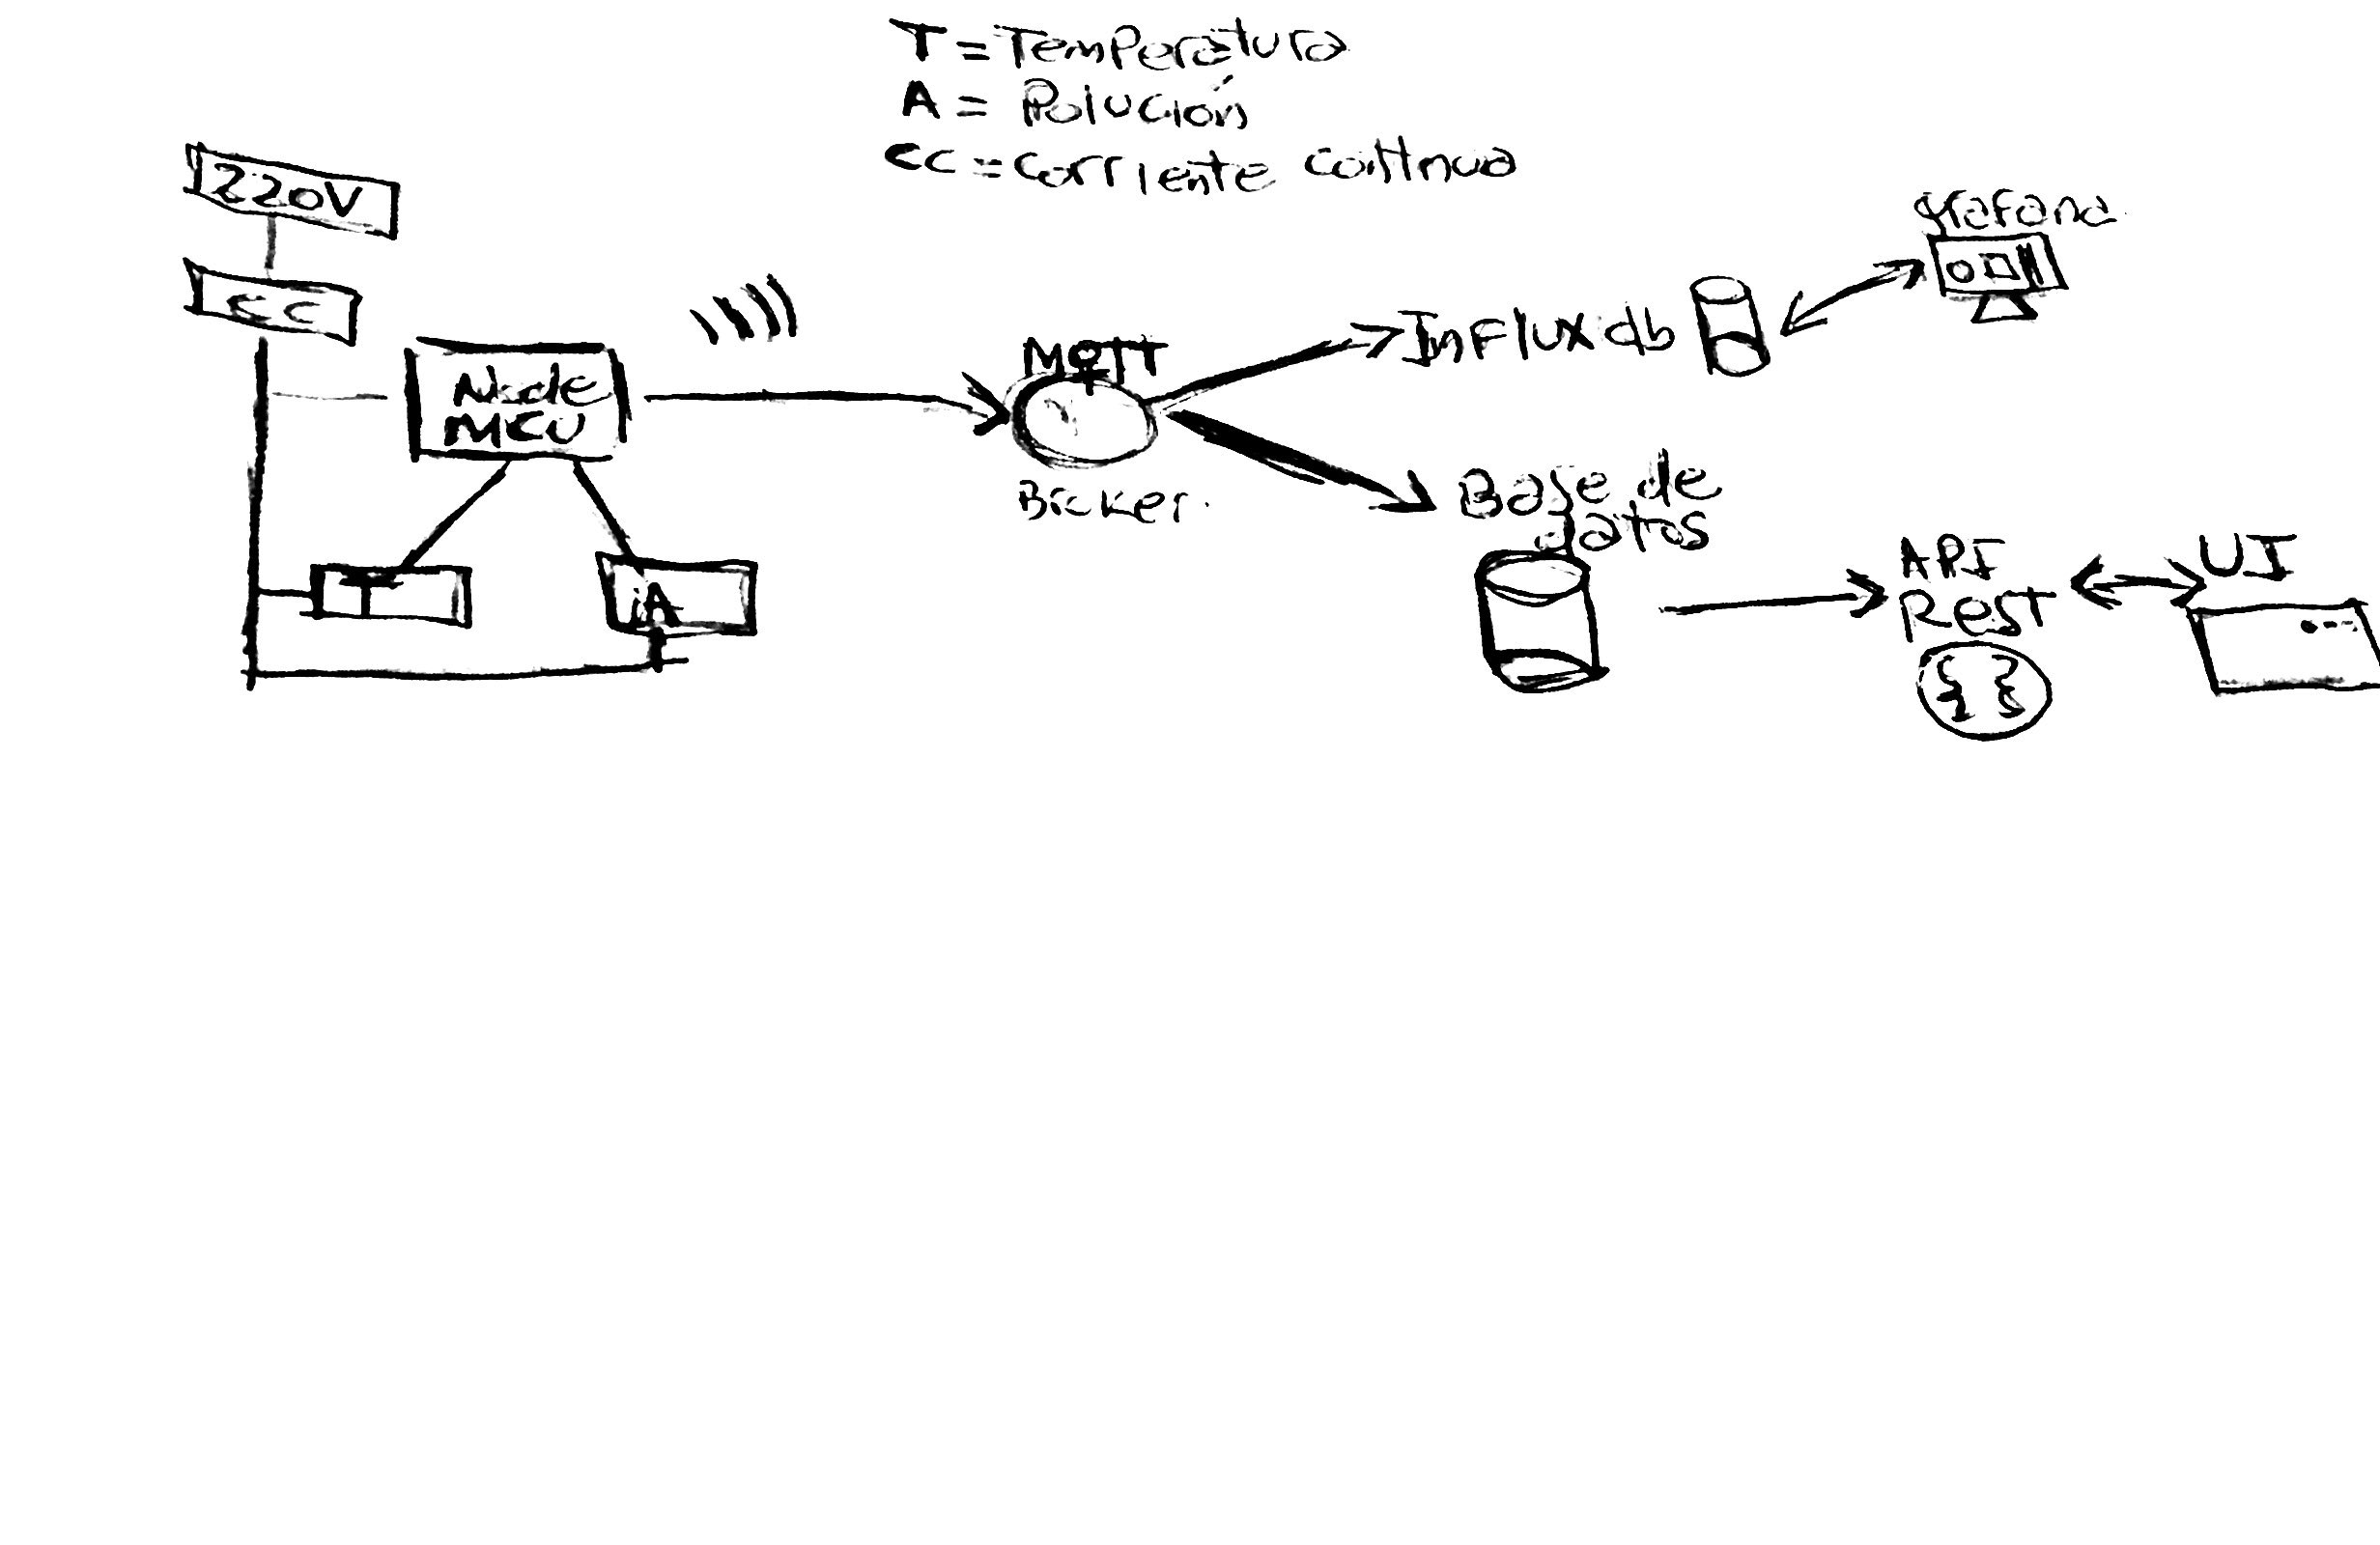 T = Temperatura
A = Polución
CC = Corriente continua
220V
CC
Node
MCU
T
A
MQTT
Broker.
Influx db
grafana
Base de
datos
API
REST
{ }
UI